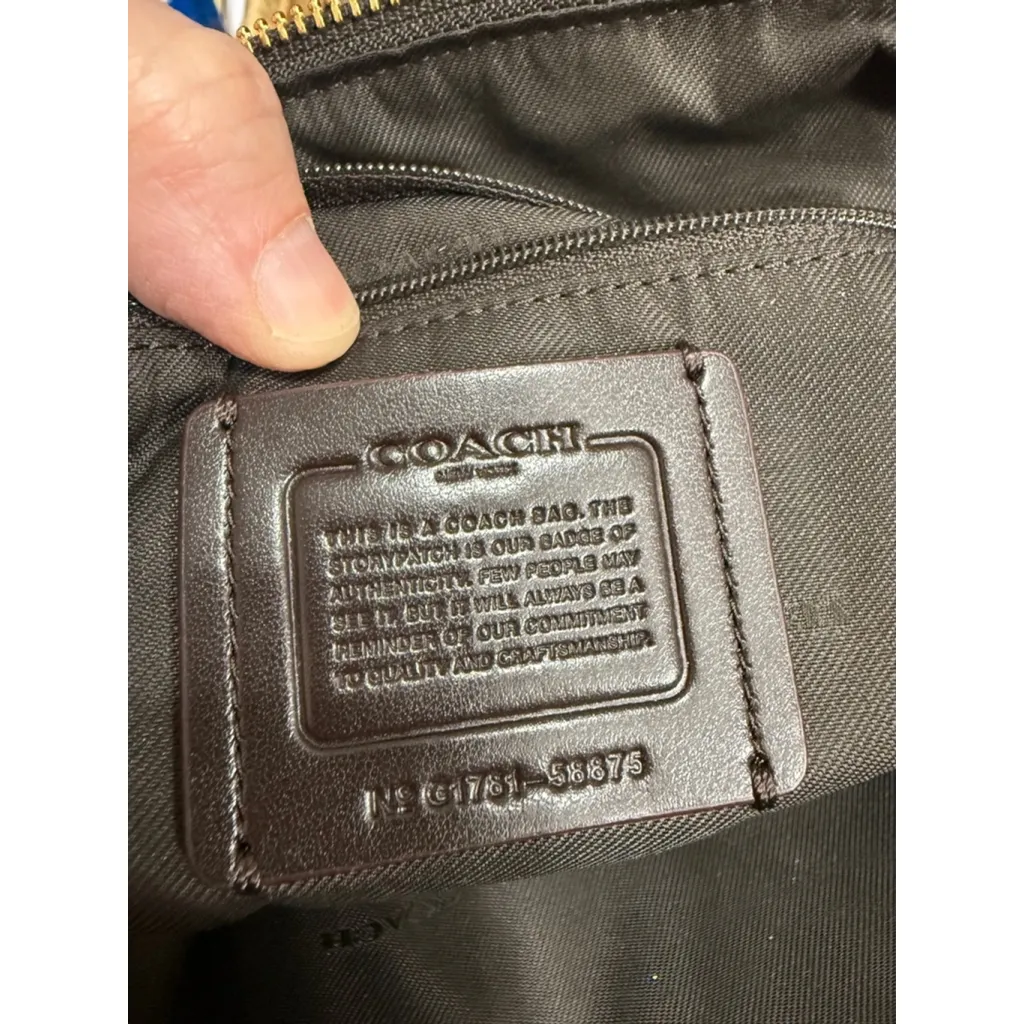 COACH
NEW YORK
THIS IS A COACH BAG. THE
STORYPATCH IS OUR BADGE OF
AUTHENTICITY. FEW PEOPLE MAY
SEE IT, BUT IT WILL ALWAYS BE A
REMINDER OF OUR COMMITMENT
TO QUALITY AND CRAFTSMANSHIP.
Nº G1781-58875
COACH